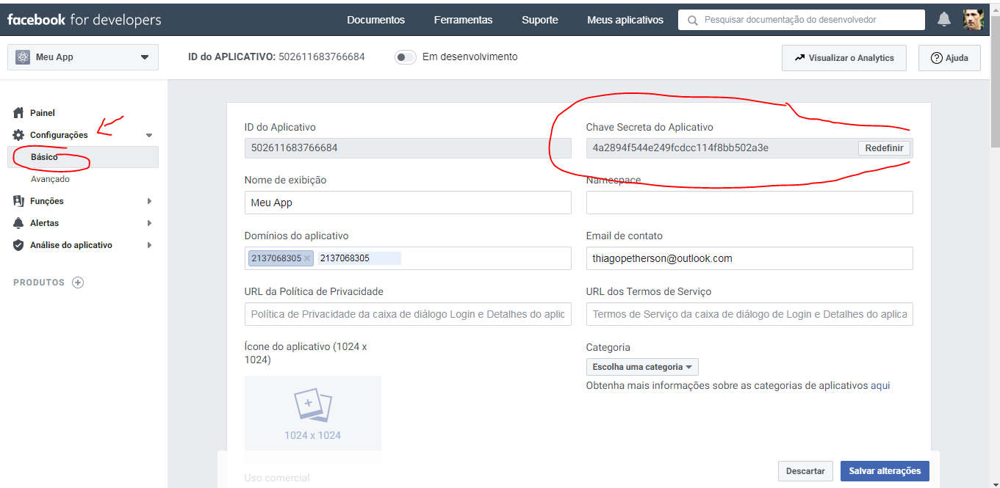 facebook for developers
Documentos Ferramentas Suporte Meus aplicativos Pesquisar documentação do desenvolvedor
Meu App ID do APLICATIVO: 502611683766684 Em desenvolvimento Visualizar o Analytics Ajuda
Painel
Configurações
Básico
Avançado
Funções
Alertas
Análise do aplicativo
PRODUTOS
ID do Aplicativo
502611683766684
Chave Secreta do Aplicativo
4a2894f544e249fcdcc114f8bb502a3e Redefinir
Nome de exibição
Meu App
Namespace
Domínios do aplicativo
2137068305 × 2137068305
Email de contato
thiagopetherson@outlook.com
URL da Política de Privacidade
Política de Privacidade da caixa de diálogo Login e Detalhes do aplic
URL dos Termos de Serviço
Termos de Serviço da caixa de diálogo de Login e Detalhes do aplica
Ícone do aplicativo (1024 x
1024)
1024 x 1024
Categoria
Escolha uma categoria
Obtenha mais informações sobre as categorias de aplicativos aqui
Uso comercial
Descartar Salvar alterações